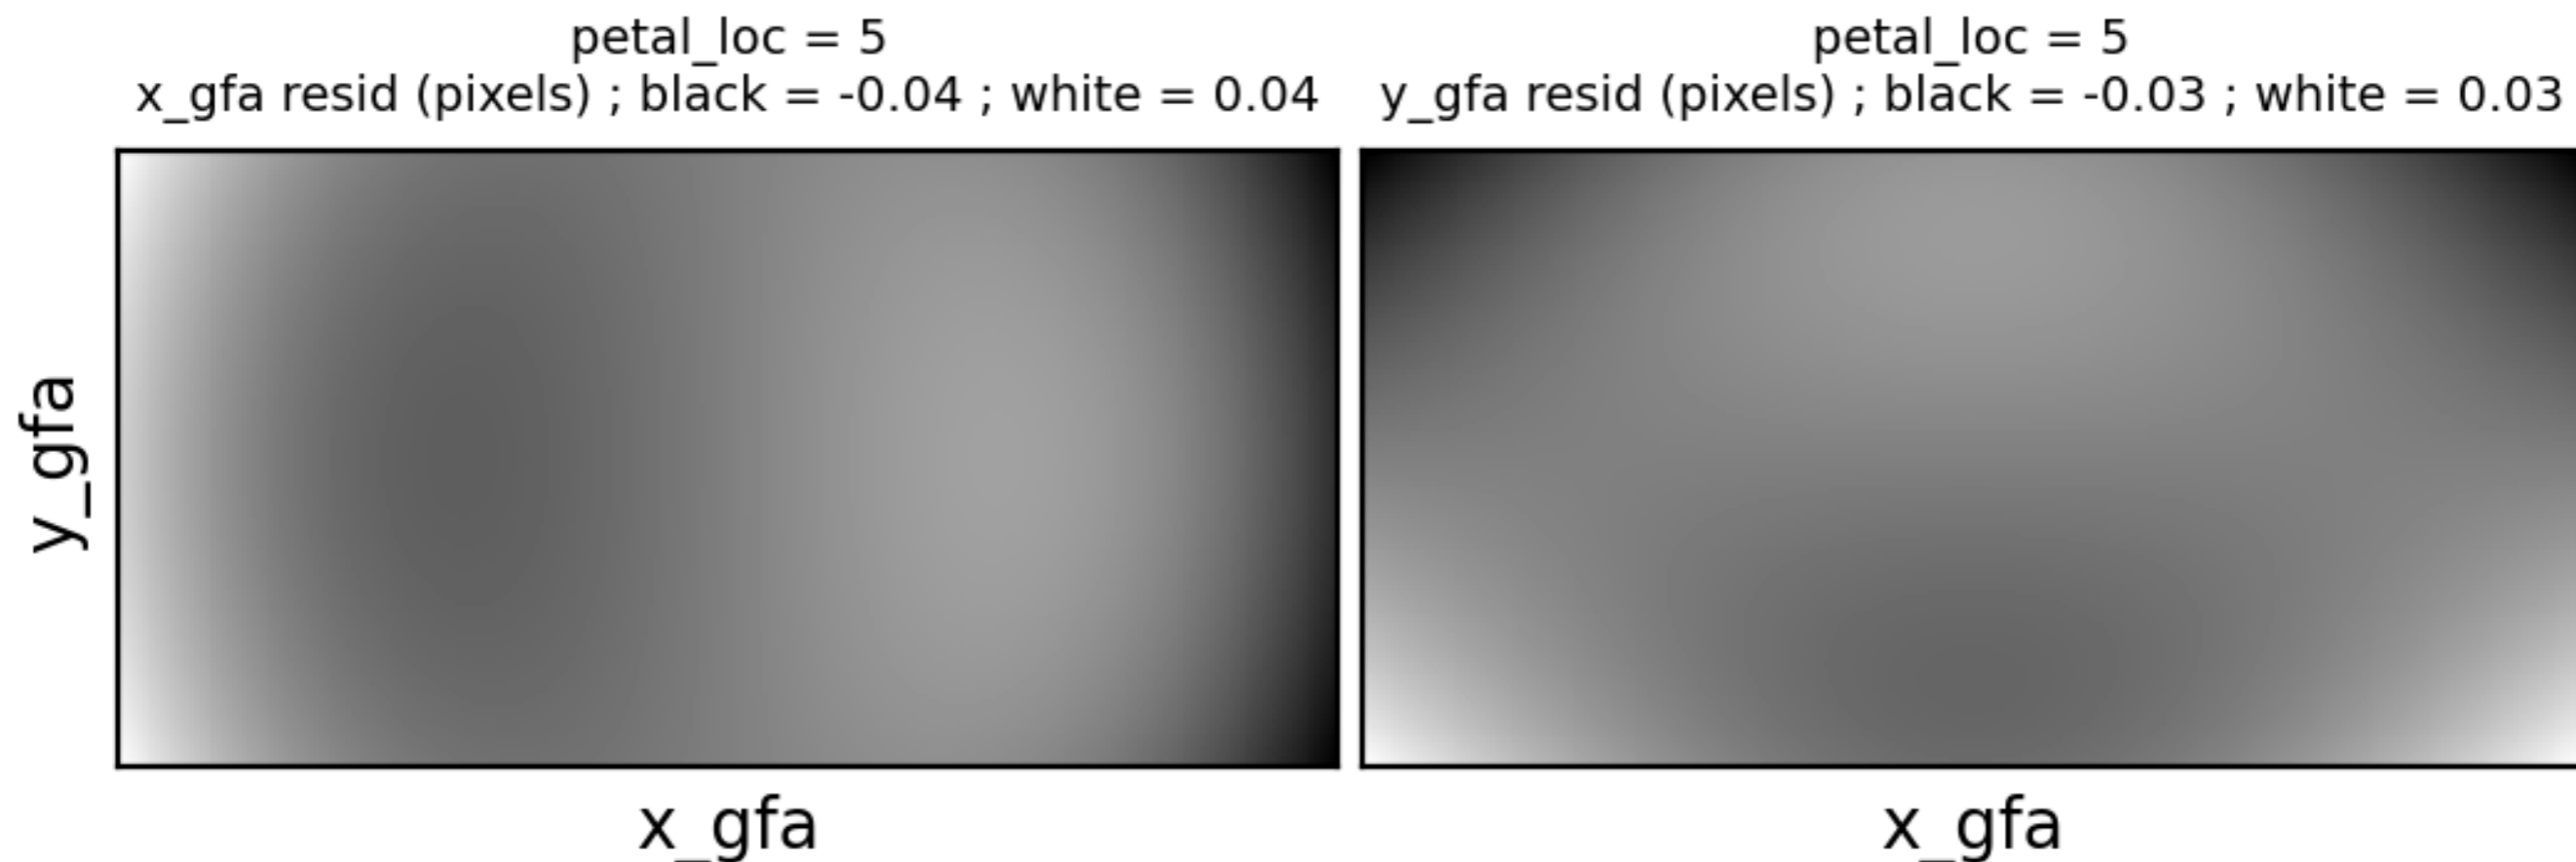 petal_loc = 5
x_gfa resid (pixels) ; black = -0.04 ; white = 0.04
petal_loc = 5
y_gfa resid (pixels) ; black = -0.03 ; white = 0.03
y_gfa
x_gfa
x_gfa